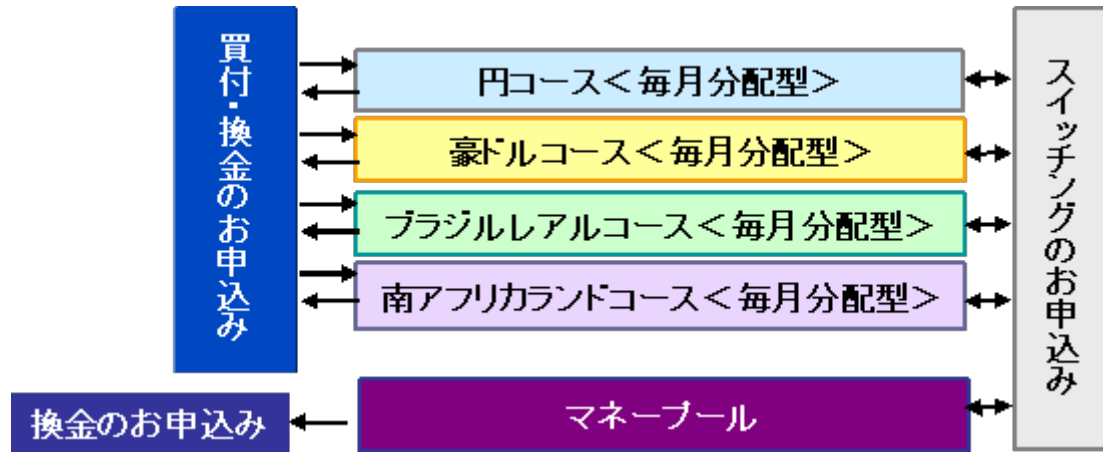 買付・換金のお申込み
円コース＜毎月分配型＞
豪ドルコース＜毎月分配型＞
ブラジルレアルコース＜毎月分配型＞
南アフリカランドコース＜毎月分配型＞
スイッチングのお申込み
換金のお申込み
マネープール